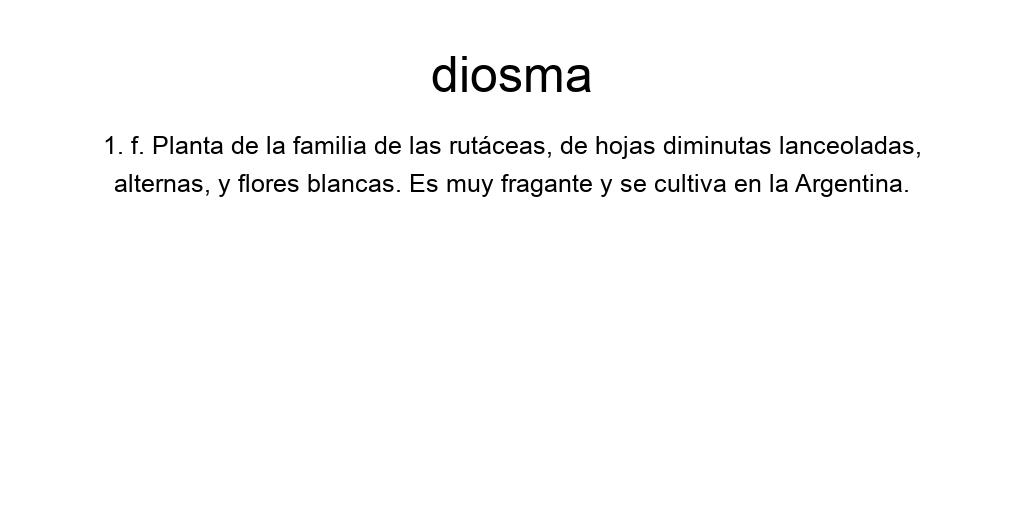 diosma
1. f. Planta de la familia de las rutáceas, de hojas diminutas lanceoladas,
alternas, y flores blancas. Es muy fragante y se cultiva en la Argentina.